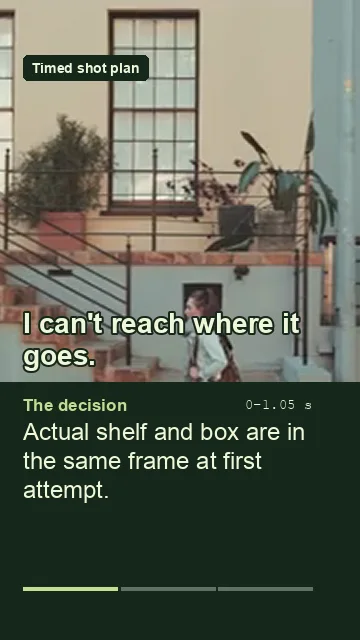 Timed shot plan
I can't reach where it
goes.
The decision
0–1.05 s
Actual shelf and box are in
the same frame at first
attempt.